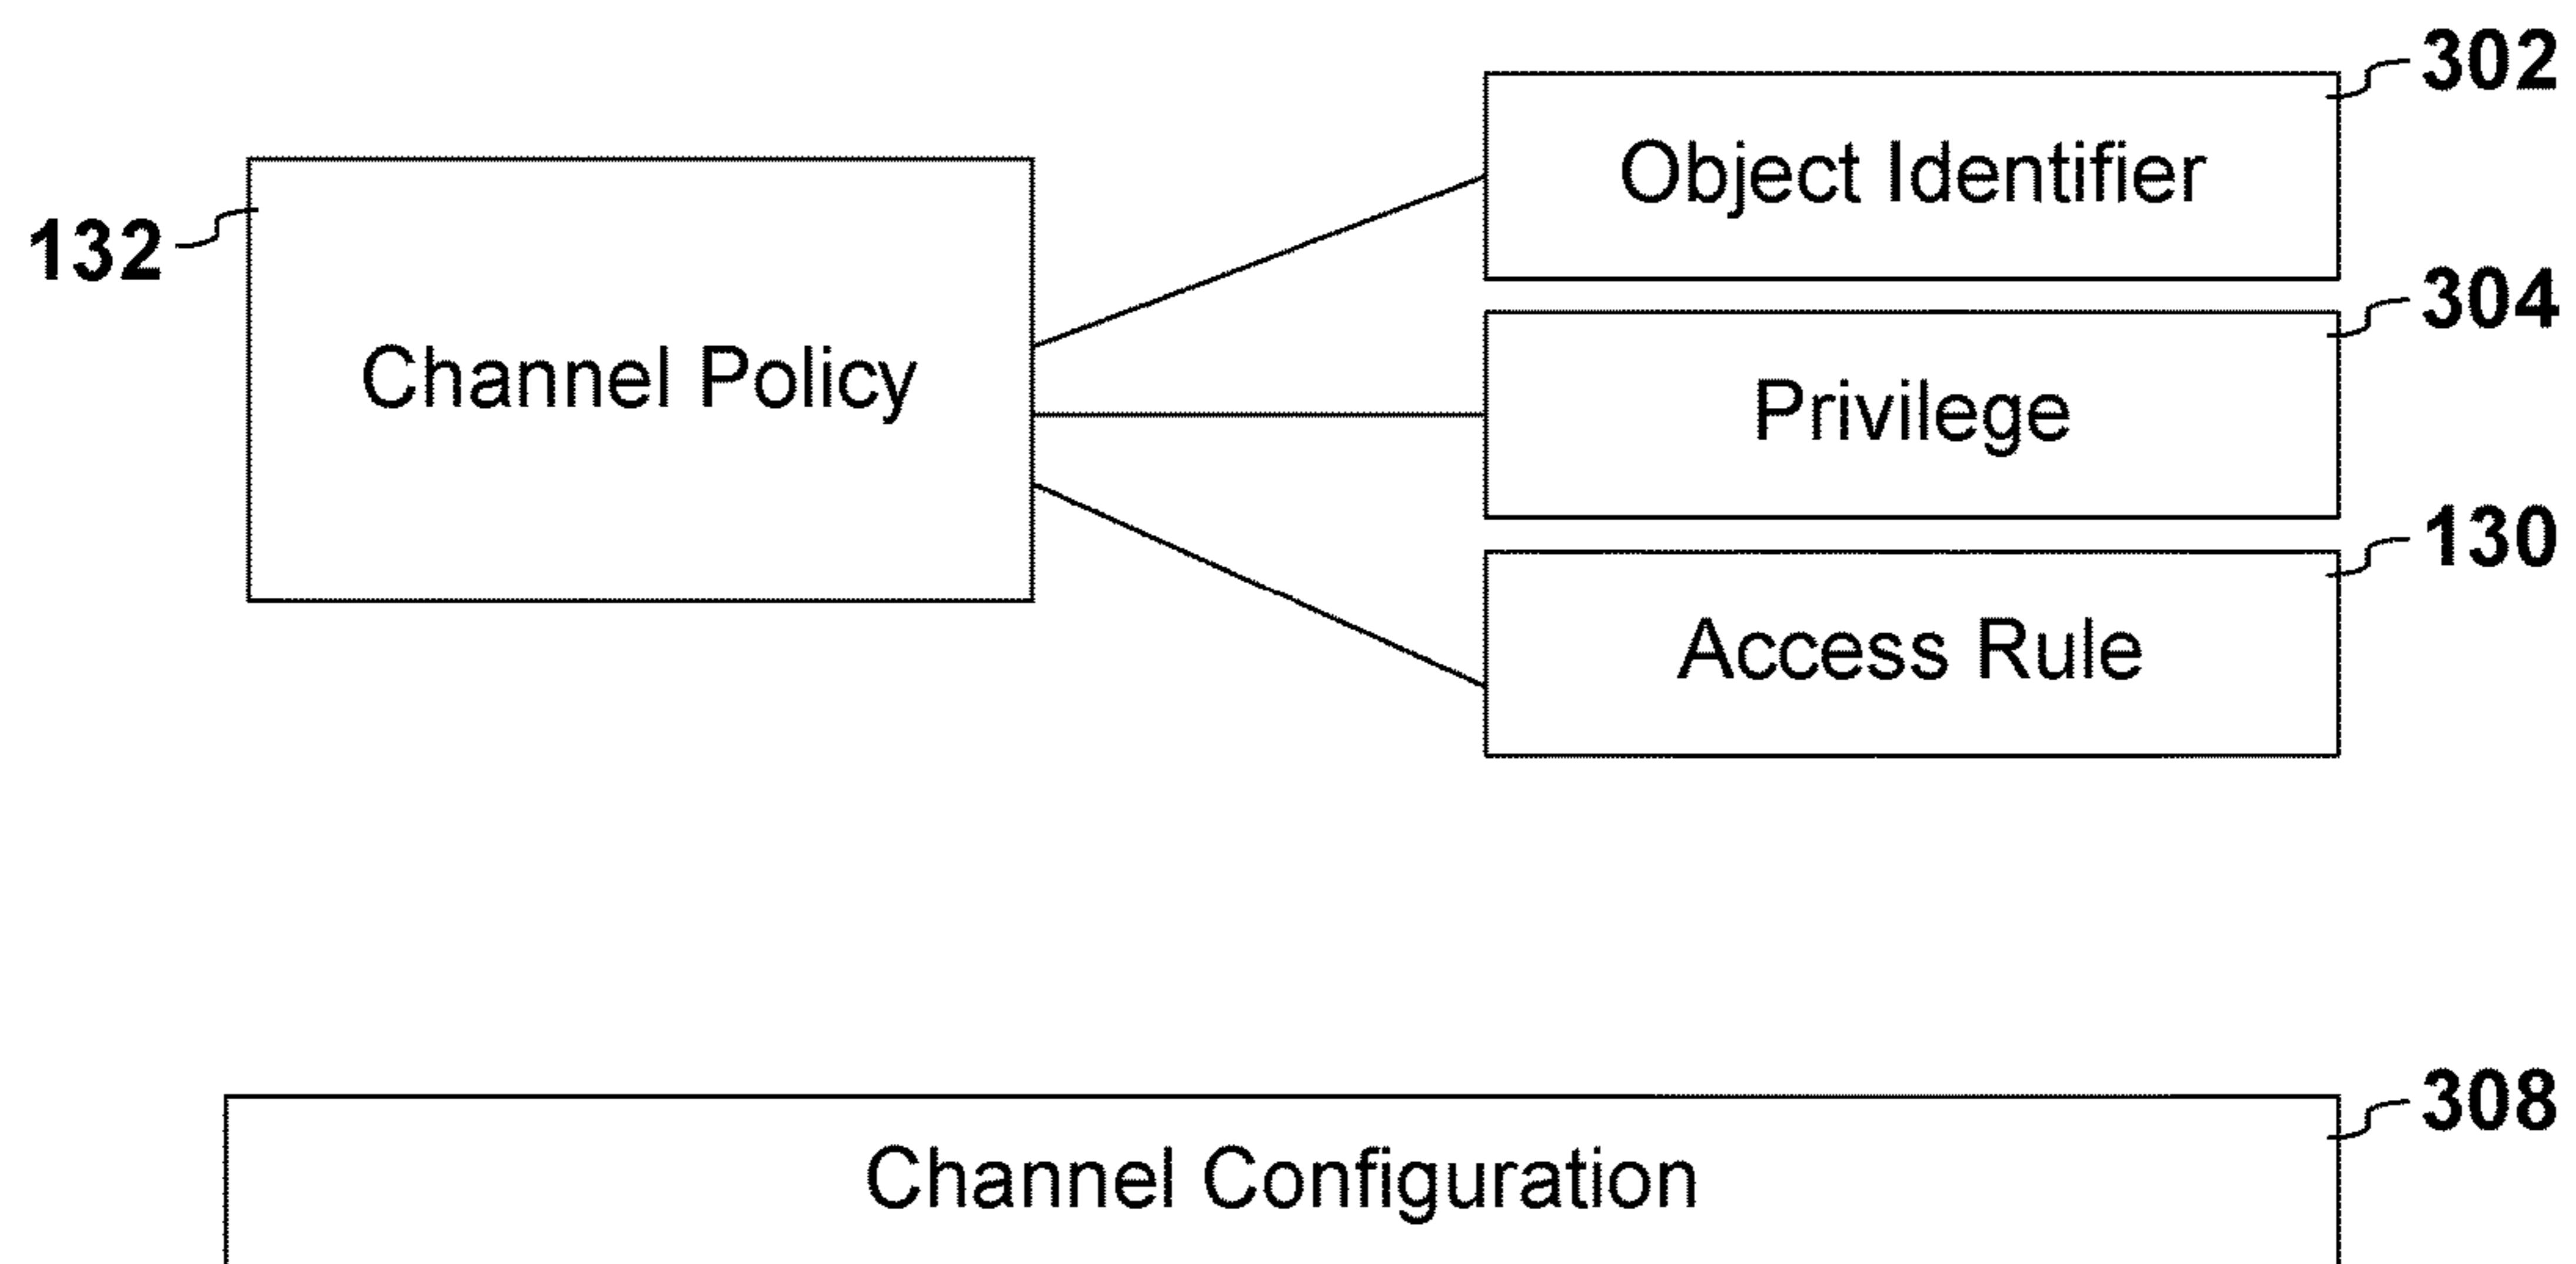 302
Object Identifier
132
Channel Policy
304
Privilege
130
Access Rule
308
Channel Configuration